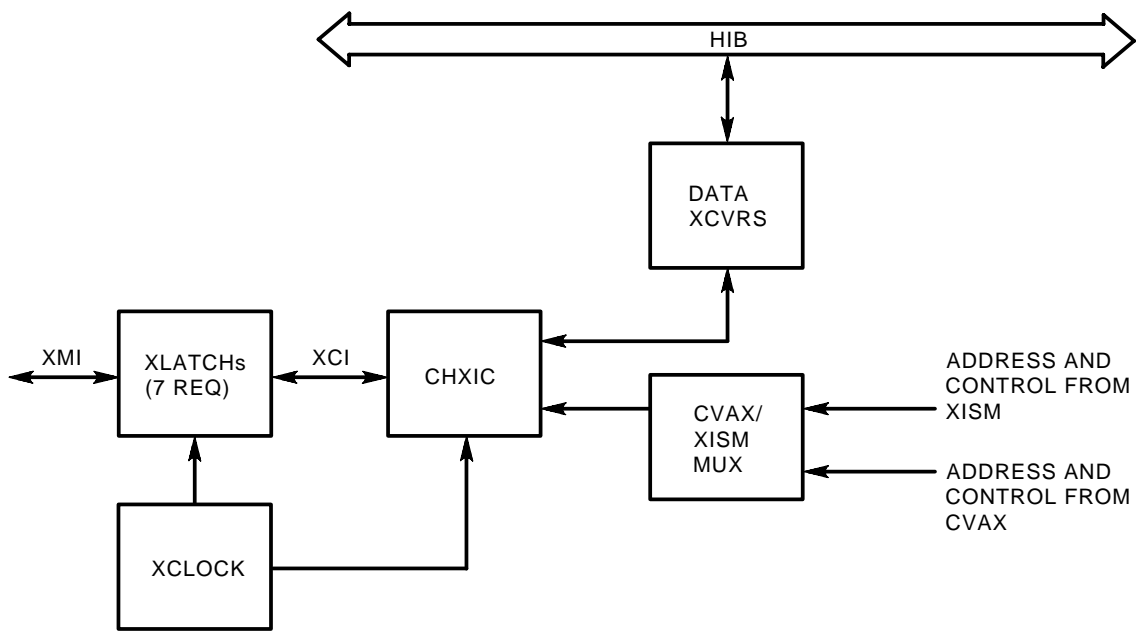 HIB
DATA
XCVRS
XMI
XLATCHs
(7 REQ)
XCI
CHXIC
CVAX/
XISM
MUX
ADDRESS AND
CONTROL FROM
XISM
ADDRESS AND
CONTROL FROM
CVAX
XCLOCK